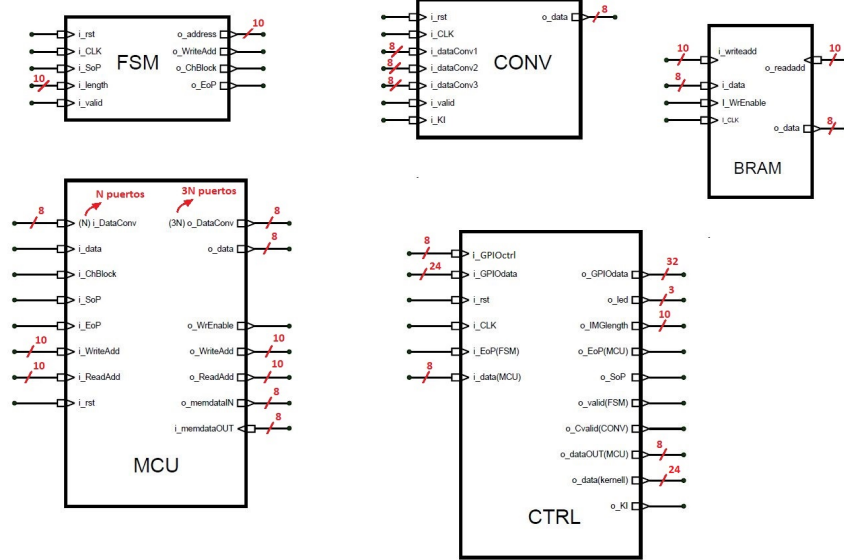 FSM
i_rst
i_CLK
i_SoP
10
i_length
i_valid
o_address
10
o_WriteAdd
o_ChBlock
o_EoP
CONV
i_rst
i_CLK
8
i_dataConv1
8
i_dataConv2
8
i_dataConv3
i_valid
i_KI
o_data
8
BRAM
10
i_writeadd
8
i_data
I_WrEnable
i_CLK
10
o_readadd
o_data
8
MCU
N puertos
3N puertos
8
(N) i_DataConv
i_data
i_ChBlock
i_SoP
i_EoP
10
i_WriteAdd
10
i_ReadAdd
i_rst
(3N) o_DataConv
8
o_data
8
o_WrEnable
o_WriteAdd
10
o_ReadAdd
10
o_memdataIN
8
i_memdataOUT
8
CTRL
8
i_GPIOctrl
24
i_GPIOdata
i_rst
i_CLK
i_EoP(FSM)
8
i_data(MCU)
o_GPIOdata
32
o_led
3
o_IMGlength
10
o_EoP(MCU)
o_SoP
o_valid(FSM)
o_Cvalid(CONV)
o_dataOUT(MCU)
8
o_data(kernell)
24
o_KI